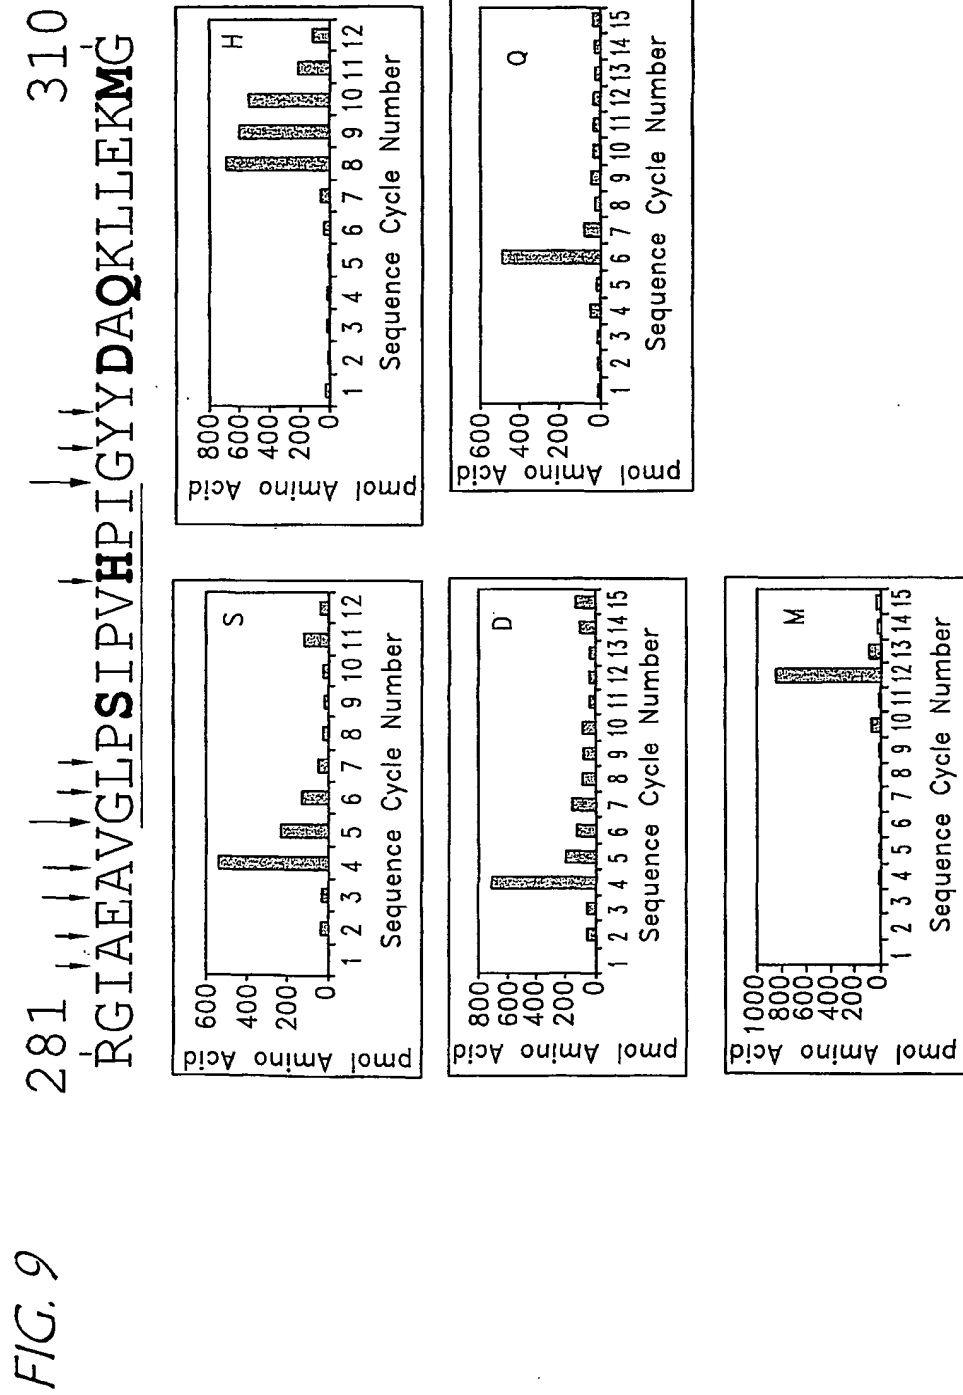 FIG. 9
281 310
RGIAEAVGLPSIPVHPIGYYDAQKLLEKMG
pmol Amino Acid
600
400
200
0
S
1 2 3 4 5 6 7 8 9 10 11 12
Sequence Cycle Number
pmol Amino Acid
800
600
400
200
0
H
1 2 3 4 5 6 7 8 9 10 11 12
Sequence Cycle Number
pmol Amino Acid
800
600
400
200
0
D
1 2 3 4 5 6 7 8 9 10 11 12 13 14 15
Sequence Cycle Number
pmol Amino Acid
600
400
200
0
Q
1 2 3 4 5 6 7 8 9 10 11 12 13 14 15
Sequence Cycle Number
pmol Amino Acid
1000
800
600
400
200
0
M
1 2 3 4 5 6 7 8 9 10 11 12 13 14 15
Sequence Cycle Number